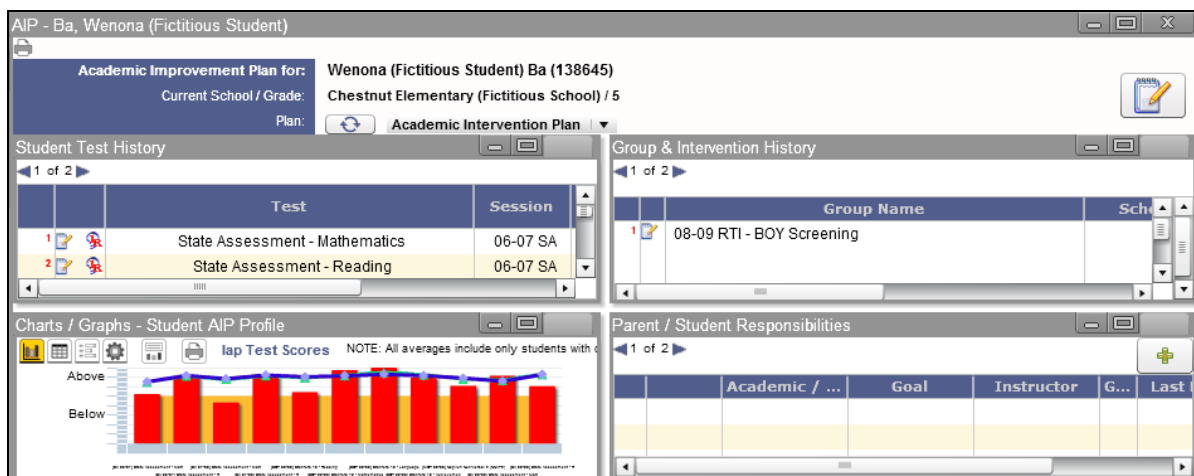 AIP - Ba, Wenona (Fictitious Student)
X
Academic Improvement Plan for: Wenona (Fictitious Student) Ba (138645)
Current School / Grade: Chestnut Elementary (Fictitious School) / 5
Plan: Academic Intervention Plan
Student Test History
1 of 2
Test Session
1 State Assessment - Mathematics 06-07 SA
2 State Assessment - Reading 06-07 SA
Group & Intervention History
1 of 2
Group Name Sch
1 08-09 RTI - BOY Screening
Charts / Graphs - Student AIP Profile
lap Test Scores NOTE: All averages include only students with
Above
Below
Parent / Student Responsibilities
1 of 2
Academic / ... Goal Instructor G... Last